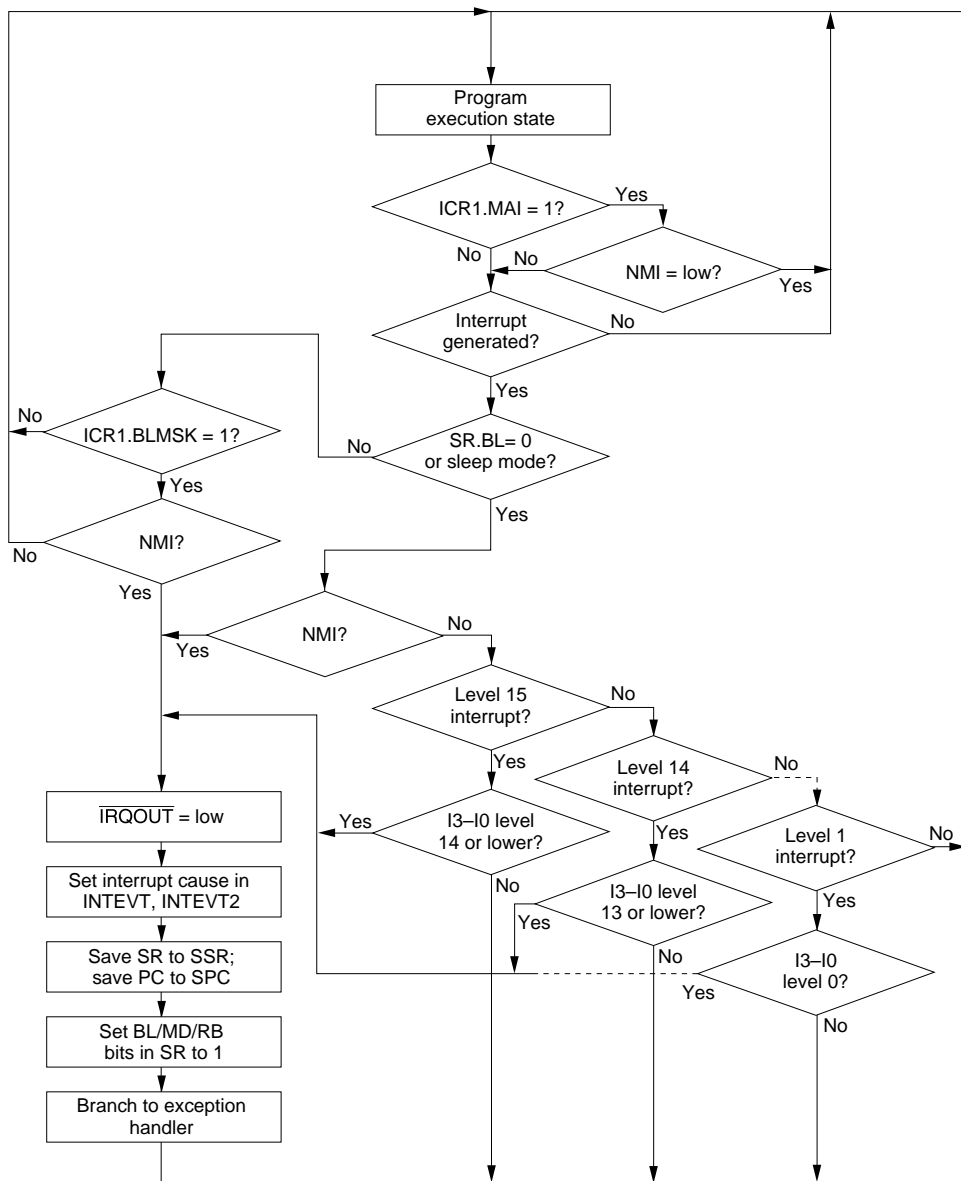 Program
execution state
ICR1.MAI = 1?
Yes
No
NMI = low?
No
Yes
Interrupt
generated?
No
Yes
SR.BL= 0
or sleep mode?
No
Yes
ICR1.BLMSK = 1?
No
Yes
NMI?
No
Yes
NMI?
Yes
No
Level 15
interrupt?
No
Yes
Level 14
interrupt?
No
Yes
Level 1
interrupt?
No
Yes
I3–I0 level
14 or lower?
Yes
No
I3–I0 level
13 or lower?
Yes
No
I3–I0
level 0?
Yes
No
IRQOUT = low
Set interrupt cause in
INTEVT, INTEVT2
Save SR to SSR;
save PC to SPC
Set BL/MD/RB
bits in SR to 1
Branch to exception
handler